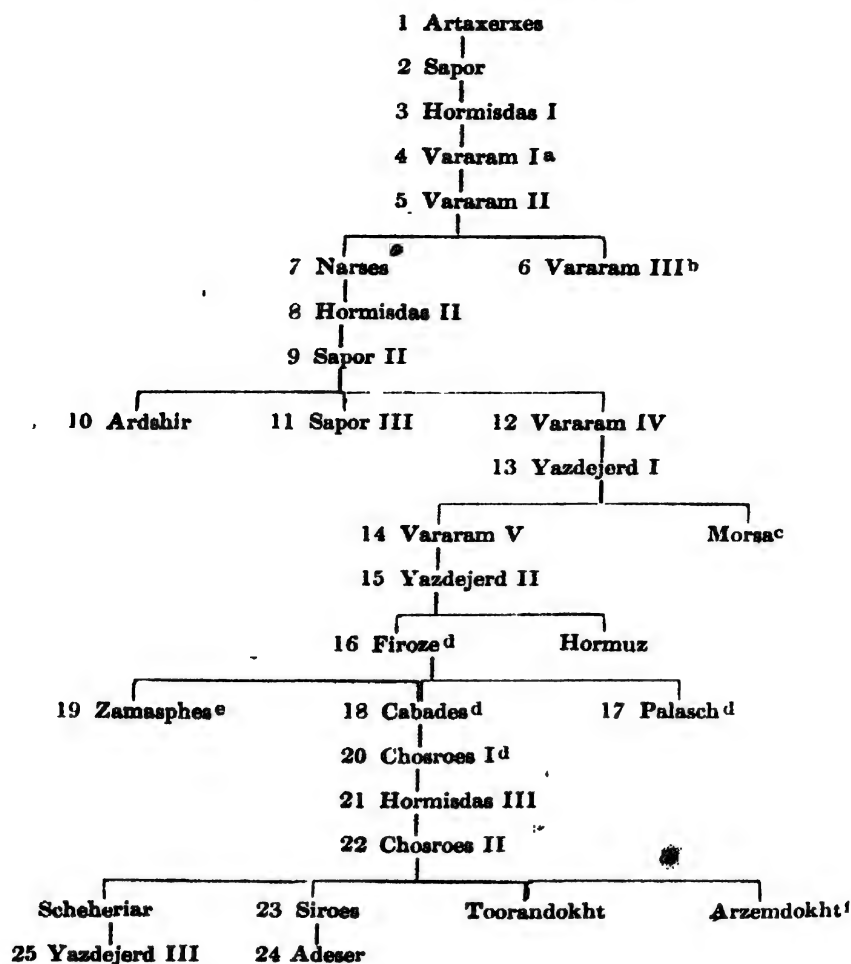 1 Artaxerxes
2 Sapor
3 Hormisdas I
4 Vararam I a
5 Vararam II
7 Narses 6 Vararam III b
8 Hormisdas II
9 Sapor II
10 Ardshir 11 Sapor III 12 Vararam IV
13 Yazdejerd I
14 Vararam V Morsa c
15 Yazdejerd II
16 Firoze d Hormuz
19 Zamasphes e 18 Cabades d 17 Palasch d
20 Chosroes I d
21 Hormisdas III
22 Chosroes II
Scheheriar 23 Siroes Toorandokht Arzemdokht f
25 Yazdejerd III 24 Adeser